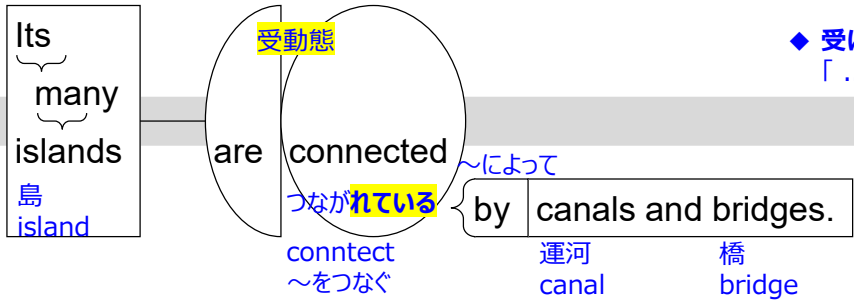 Its
many
islands
島
island
受動態
are connected
つながれている
conntect
～をつなぐ
～によって
by canals and bridges.
運河 橋
canal bridge
◆ 受
「 .